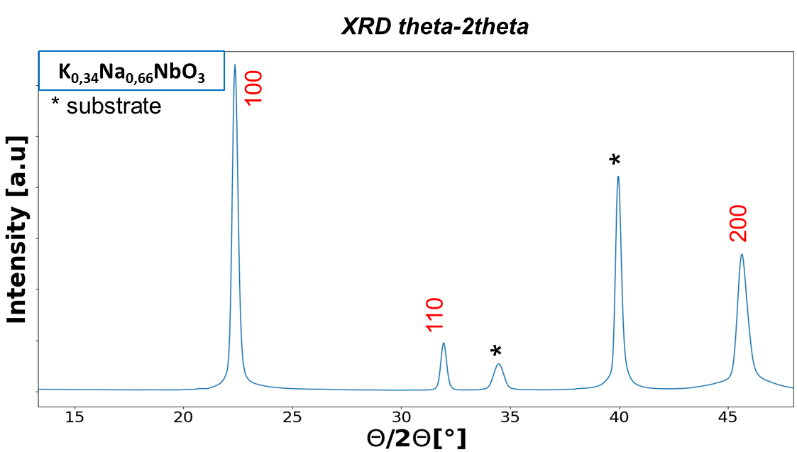 XRD theta-2theta
K0,34Na0,66NbO3
* substrate
100
*
200
110
*
Intensity [a.u]
15 20 25 30 35 40 45
Θ/2Θ[°]